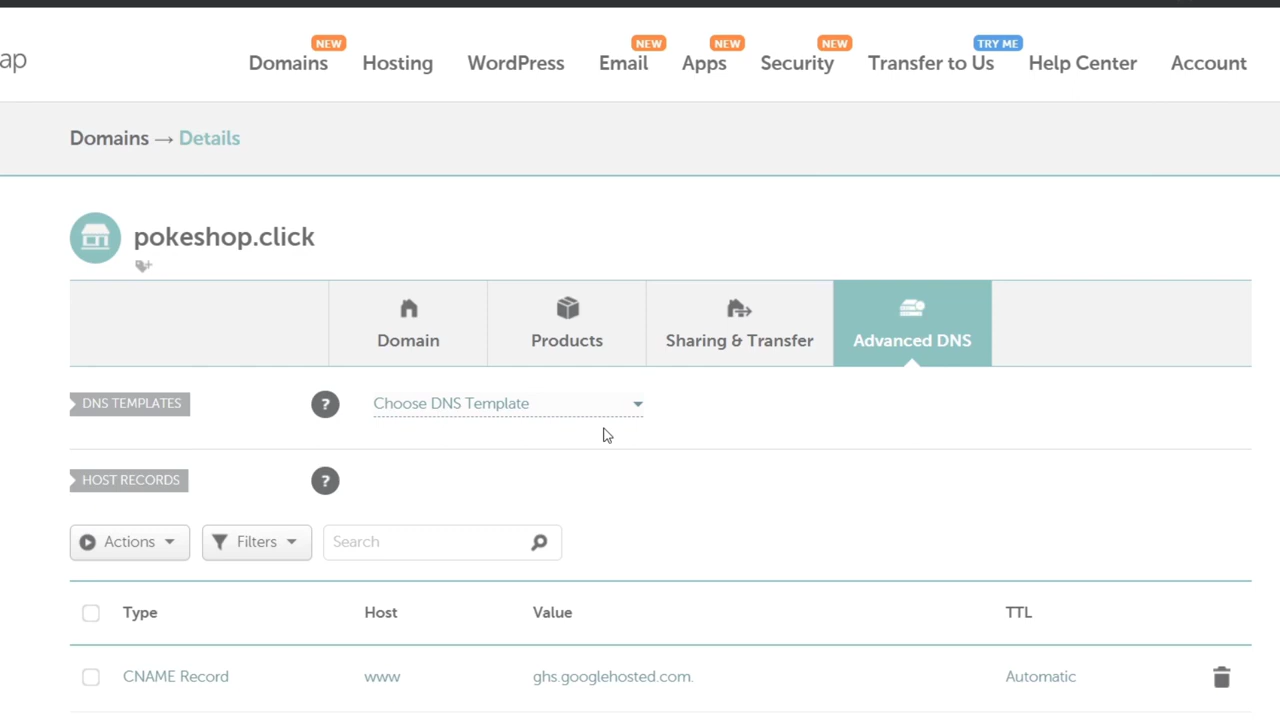 ap
NEW NEW NEW NEW TRY ME
Domains Hosting WordPress Email Apps Security Transfer to Us Help Center Account
Domains → Details
pokeshop.click
Domain Products Sharing & Transfer Advanced DNS
DNS TEMPLATES ? Choose DNS Template
HOST RECORDS ?
Actions Filters Search
Type Host Value TTL
CNAME Record www ghs.googlehosted.com. Automatic